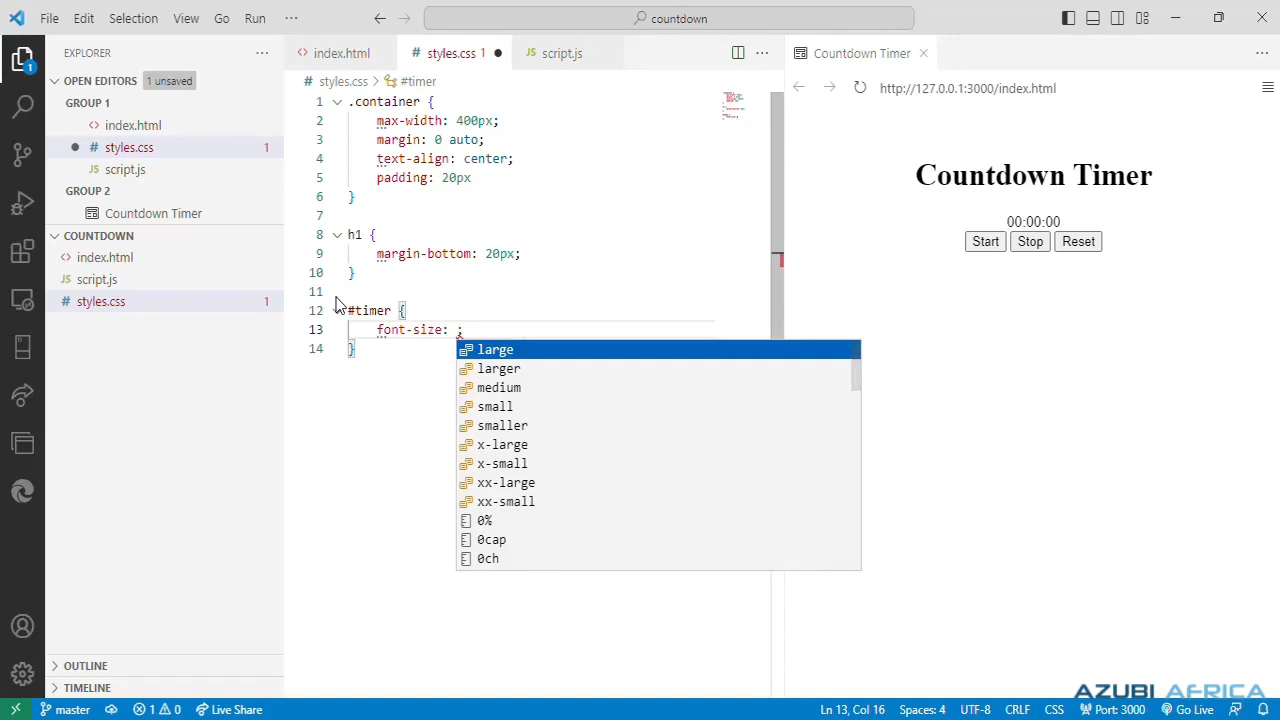 File Edit Selection View Go Run ···
countdown
EXPLORER ···
1
OPEN EDITORS 1 unsaved
GROUP 1
<> index.html
# styles.css 1
JS script.js
GROUP 2
Countdown Timer
COUNTDOWN
<> index.html
JS script.js
# styles.css 1
OUTLINE
TIMELINE
<> index.html # styles.css 1 ● JS script.js ···
# styles.css > #timer
1 .container {
2 max-width: 400px;
3 margin: 0 auto;
4 text-align: center;
5 padding: 20px
6 }
7
8 h1 {
9 margin-bottom: 20px;
10 }
11
12 #timer {
13 font-size: ;
14 }
large
larger
medium
small
smaller
x-large
x-small
xx-large
xx-small
0%
0cap
0ch
Countdown Timer × ···
http://127.0.0.1:3000/index.html
Countdown Timer
00:00:00
Start Stop Reset
AZUBI AFRICA
master 1 0 Live Share Ln 13, Col 16 Spaces: 4 UTF-8 CRLF CSS Port: 3000 Go Live